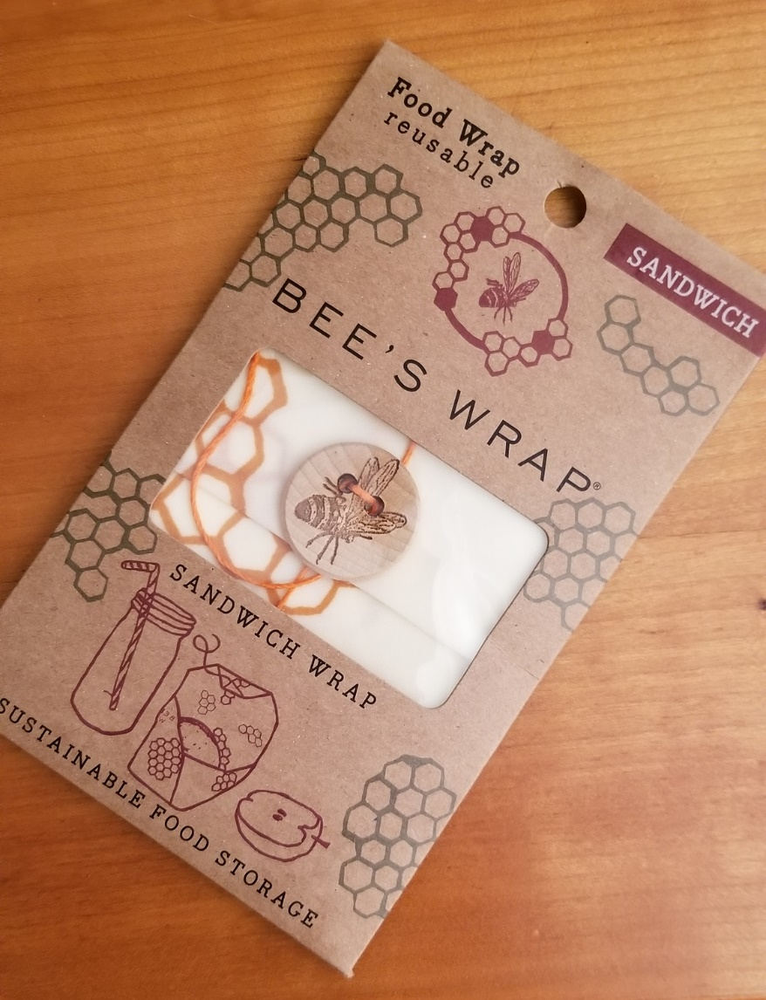 Food Wrap
reusable
SANDWICH
BEE'S WRAP®
SANDWICH WRAP
SUSTAINABLE FOOD STORAGE